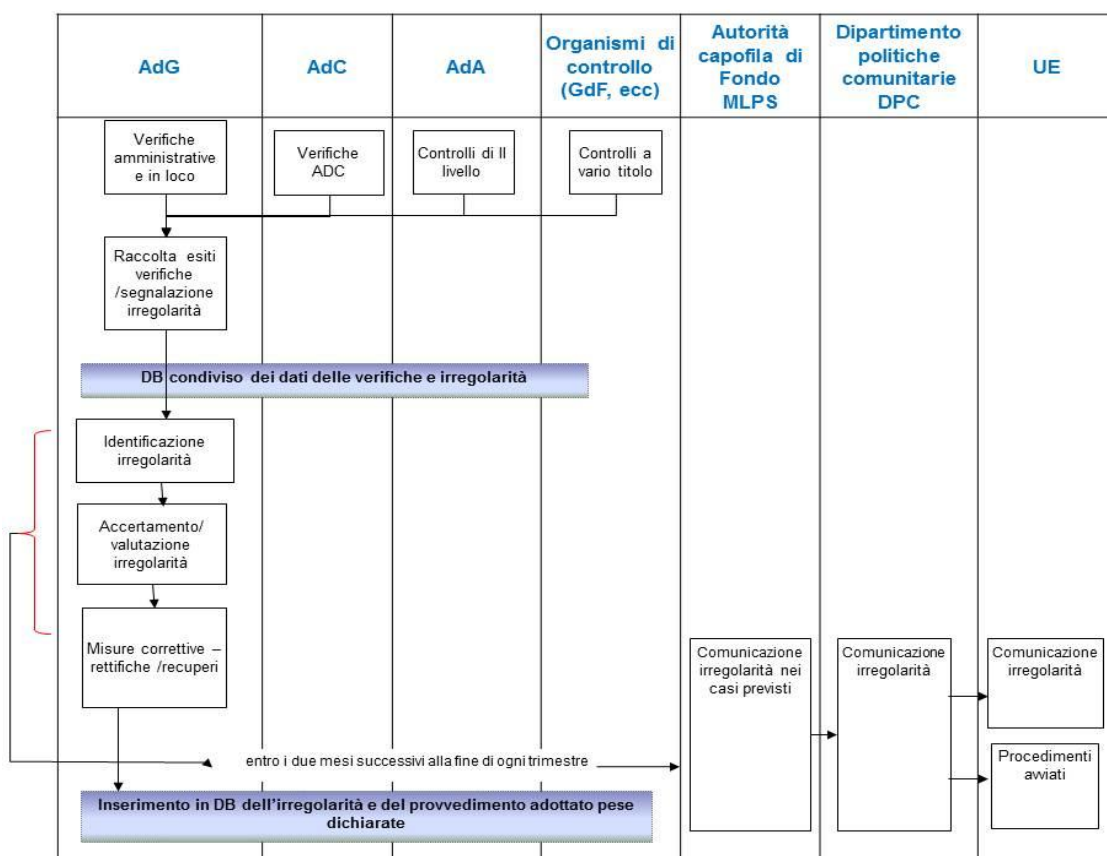 AdG
AdC
AdA
Organismi di
controllo
(GdF, ecc)
Autorità
capofila di
Fondo
MLPS
Dipartimento
politiche
comunitarie
DPC
UE
Verifiche
amministrative
e in loco
Verifiche
ADC
Controlli di II
livello
Controlli a
vario titolo
Raccolta esiti
verifiche
/segnalazione
irregolarità
DB condiviso dei dati delle verifiche e irregolarità
Identificazione
irregolarità
Accertamento/
valutazione
irregolarità
Misure correttive –
rettifiche /recuperi
Comunicazione
irregolarità nei
casi previsti
Comunicazione
irregolarità
Comunicazione
irregolarità
Procedimenti
avviati
entro i due mesi successivi alla fine di ogni trimestre
Inserimento in DB dell'irregolarità e del provvedimento adottato pese
dichiarate